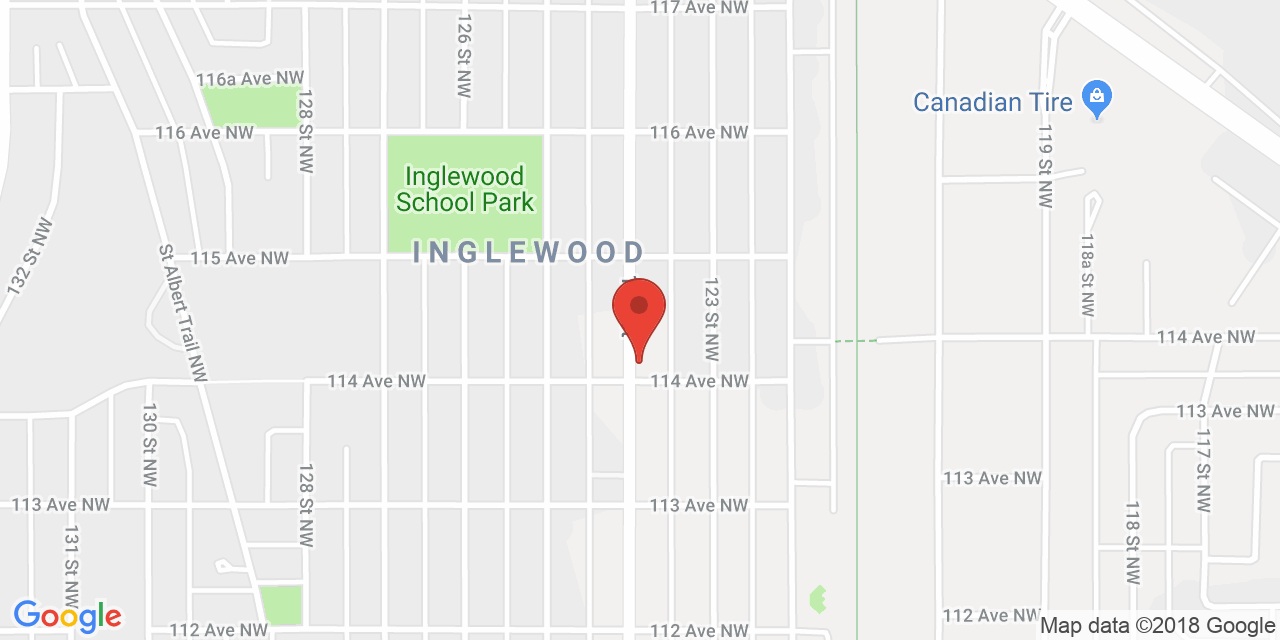 117 Ave NW
126 St NW
116a Ave NW
128 St NW
Canadian Tire
116 Ave NW
116 Ave NW
119 St NW
Inglewood
School Park
INGLEWOOD
115 Ave NW
132 St NW
St Albert Trail NW
118a St NW
123 St NW
114 Ave NW
114 Ave NW
114 Ave NW
130 St NW
113 Ave NW
117 St NW
128 St NW
113 Ave NW
113 Ave NW
113 Ave NW
118 St NW
131 St NW
Google
112 Ave NW
112 Ave NW
112 Ave NW
Map data ©2018 Google